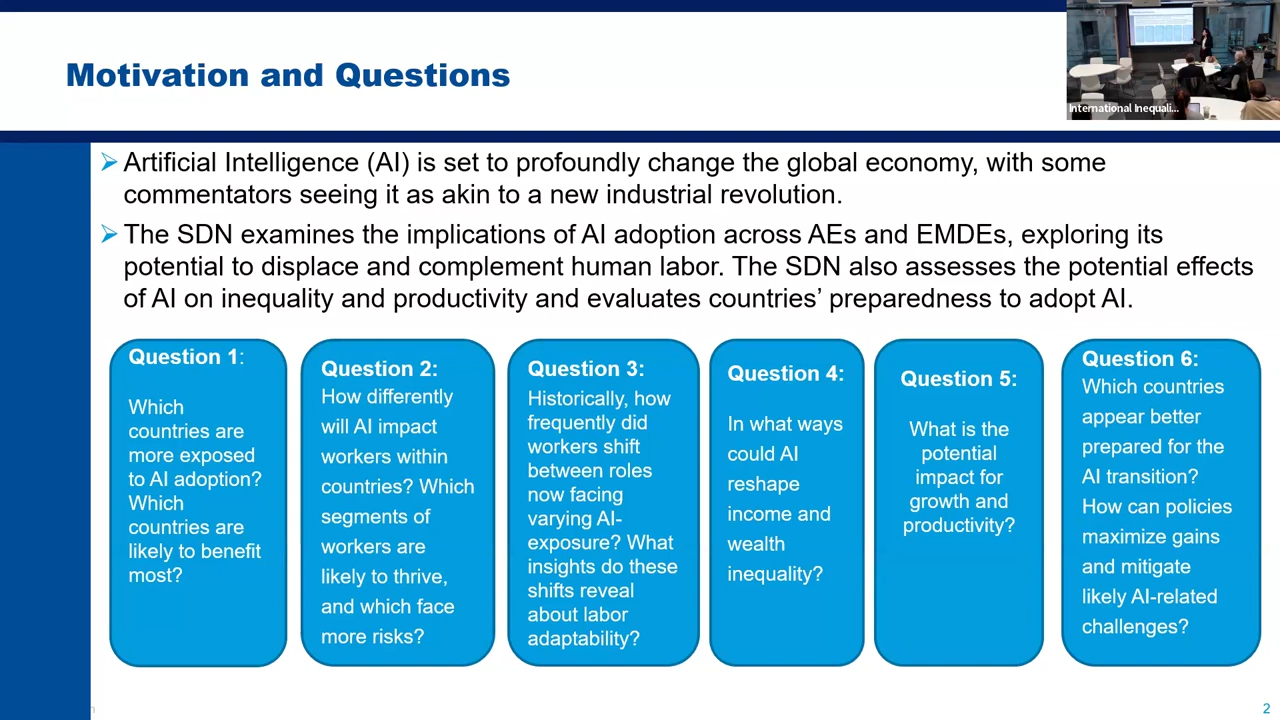 Motivation and Questions
International Inequali...
Artificial Intelligence (AI) is set to profoundly change the global economy, with some
commentators seeing it as akin to a new industrial revolution.
The SDN examines the implications of AI adoption across AEs and EMDEs, exploring its
potential to displace and complement human labor. The SDN also assesses the potential effects
of AI on inequality and productivity and evaluates countries’ preparedness to adopt AI.
Question 1:
Which
countries are
more exposed
to AI adoption?
Which
countries are
likely to benefit
most?
Question 2:
How differently
will AI impact
workers within
countries? Which
segments of
workers are
likely to thrive,
and which face
more risks?
Question 3:
Historically, how
frequently did
workers shift
between roles
now facing
varying AI-
exposure? What
insights do these
shifts reveal
about labor
adaptability?
Question 4:
In what ways
could AI
reshape
income and
wealth
inequality?
Question 5:
What is the
potential
impact for
growth and
productivity?
Question 6:
Which countries
appear better
prepared for the
AI transition?
How can policies
maximize gains
and mitigate
likely AI-related
challenges?
2